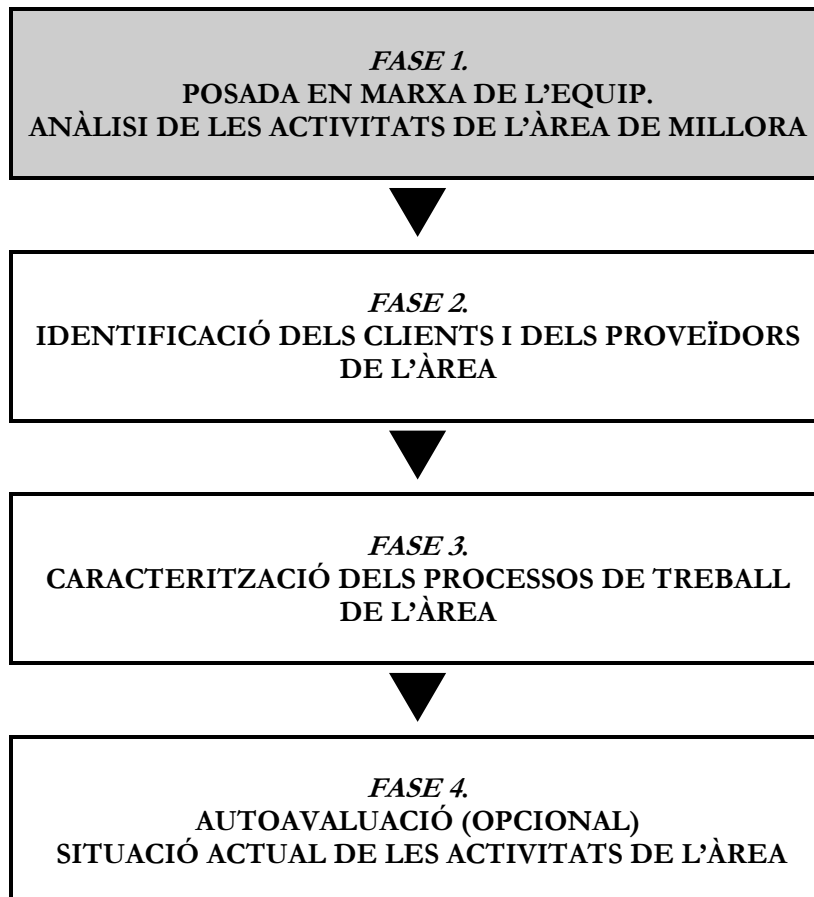 FASE 1.
POSADA EN MARXA DE L’EQUIP.
ANÀLISI DE LES ACTIVITATS DE L’ÀREA DE MILLORA
FASE 2.
IDENTIFICACIÓ DELS CLIENTS I DELS PROVEÏDORS
DE L’ÀREA
FASE 3.
CARACTERITZACIÓ DELS PROCESSOS DE TREBALL
DE L’ÀREA
FASE 4.
AUTOAVALUACIÓ (OPCIONAL)
SITUACIÓ ACTUAL DE LES ACTIVITATS DE L’ÀREA